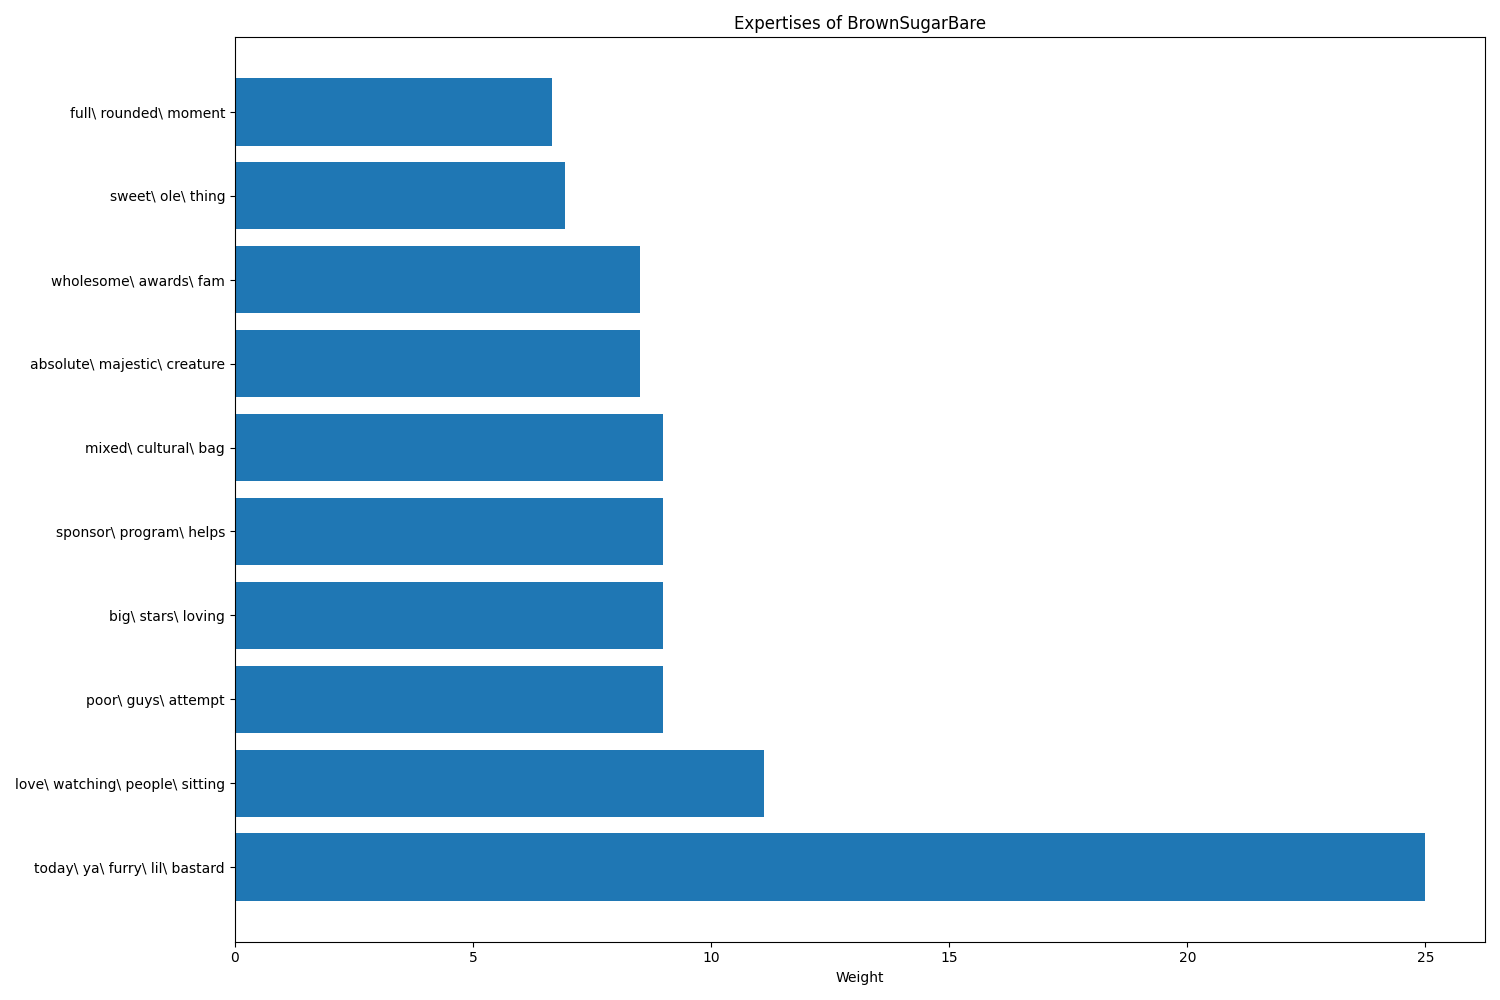 Expertises of BrownSugarBare
full\ rounded\ moment
sweet\ ole\ thing
wholesome\ awards\ fam
absolute\ majestic\ creature
mixed\ cultural\ bag
sponsor\ program\ helps
big\ stars\ loving
poor\ guys\ attempt
love\ watching\ people\ sitting
today\ ya\ furry\ lil\ bastard
0 5 10 15 20 25
Weight